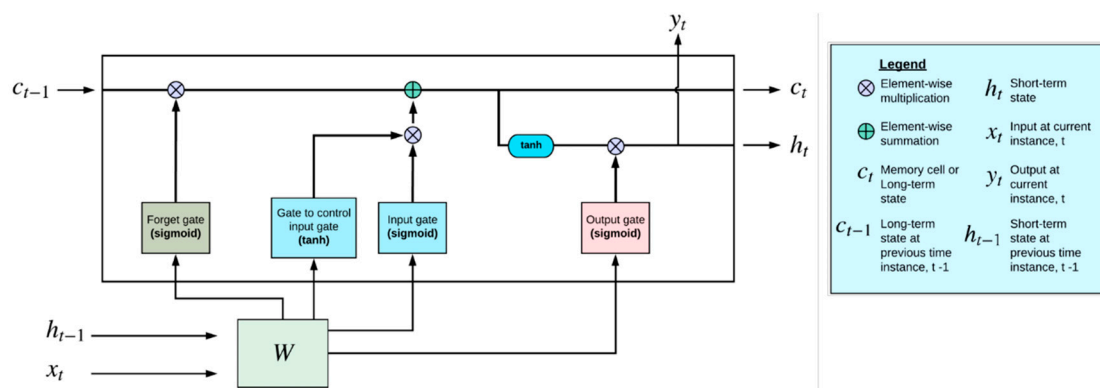 y_t
c_{t-1}
c_t
tanh
h_t
Forget gate
(sigmoid)
Gate to control
input gate
(tanh)
Input gate
(sigmoid)
Output gate
(sigmoid)
h_{t-1}
W
x_t
Legend
Element-wise
multiplication
h_t Short-term
state
Element-wise
summation
x_t Input at current
instance, t
c_t Memory cell or
Long-term
state
y_t Output at
current
instance, t
c_{t-1} Long-term
state at
previous time
instance, t -1
h_{t-1} Short-term
state at
previous time
instance, t -1